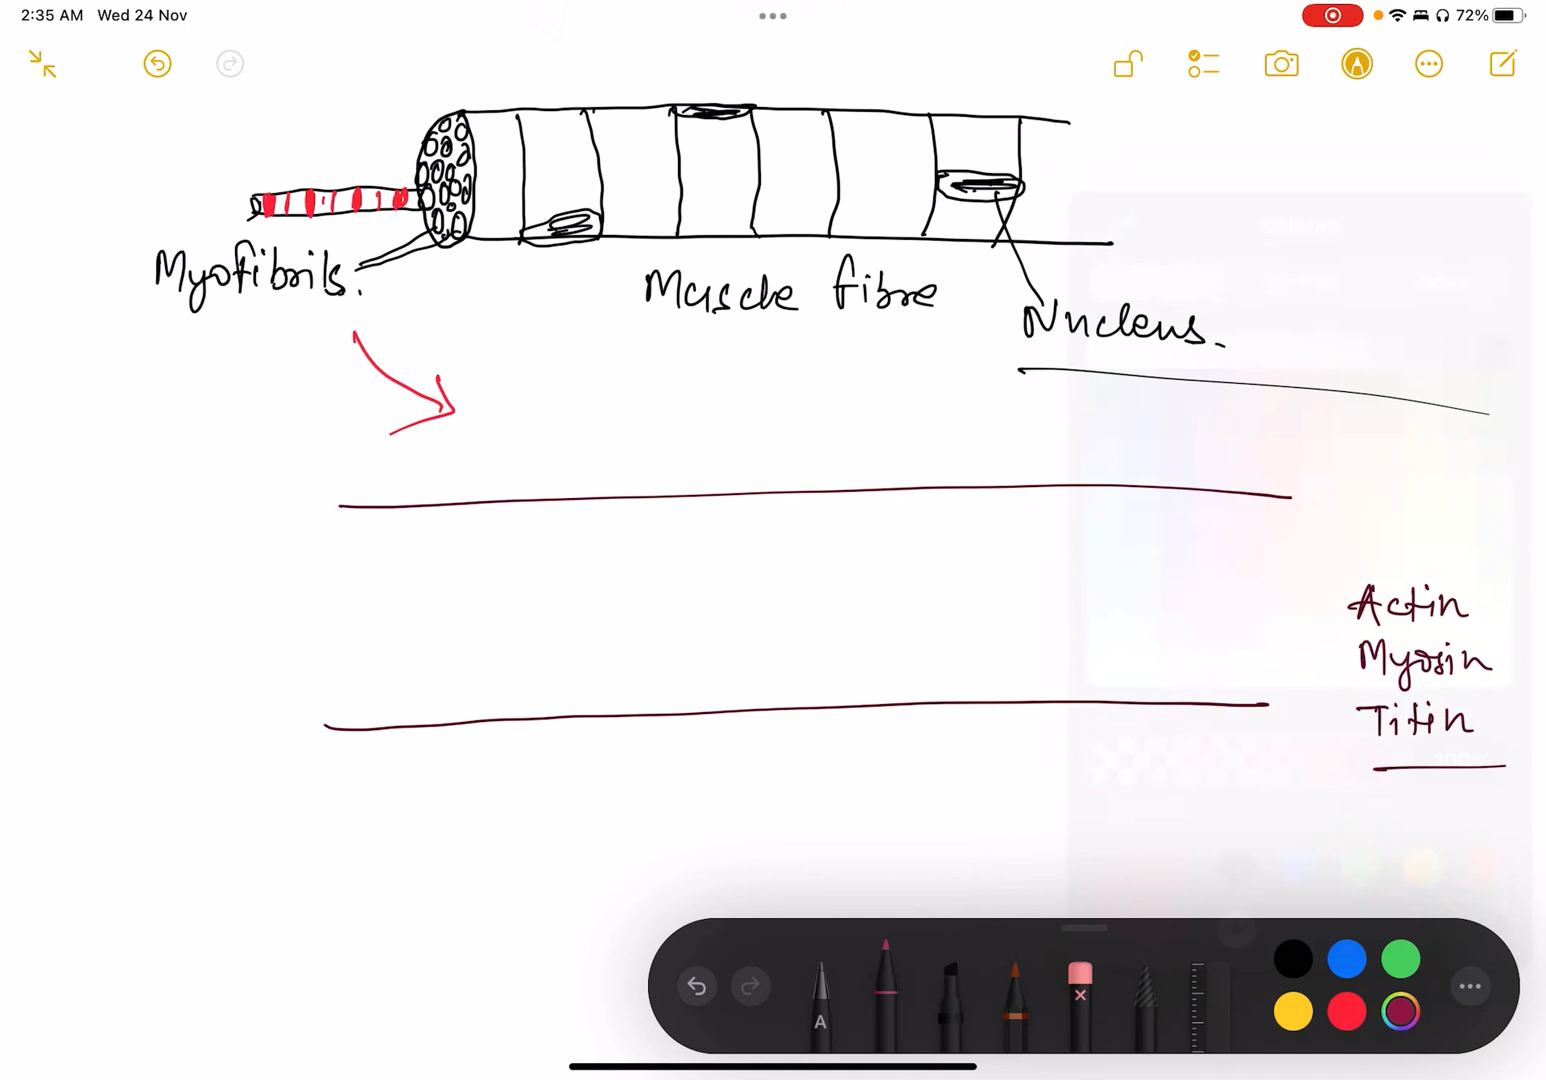 2:35 AM Wed 24 Nov
72%
Myofibrils.
Muscle fibre
Nucleus.
Actin
Myosin
Titin
A